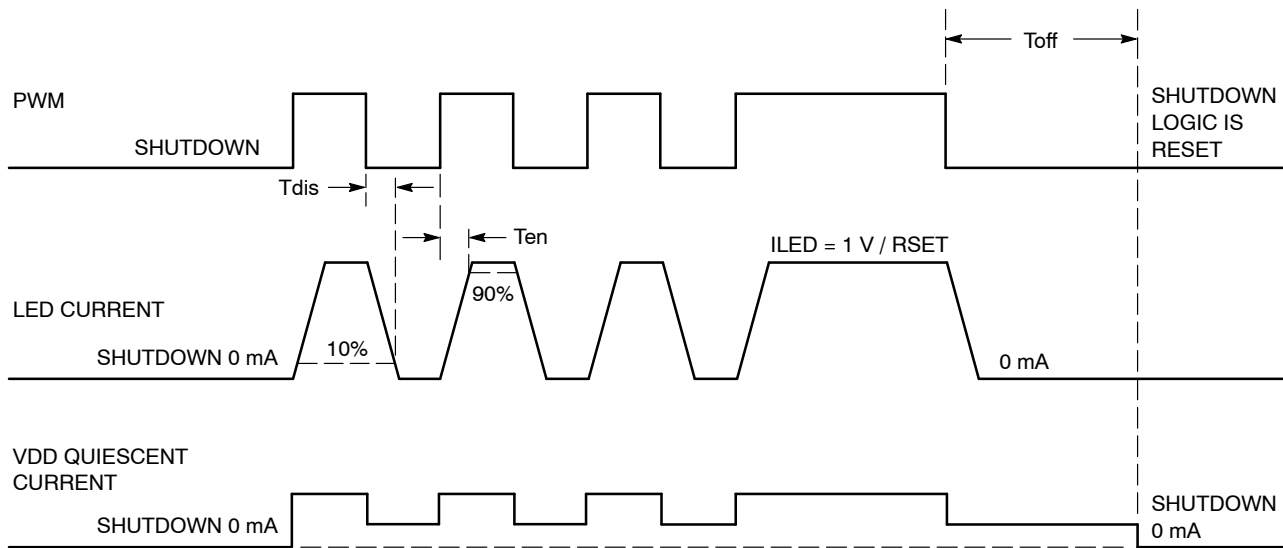 Toff
PWM
SHUTDOWN
SHUTDOWN
LOGIC IS
RESET
Tdis
Ten
ILED = 1 V / RSET
90%
LED CURRENT
10%
SHUTDOWN 0 mA
0 mA
VDD QUIESCENT
CURRENT
SHUTDOWN 0 mA
SHUTDOWN
0 mA